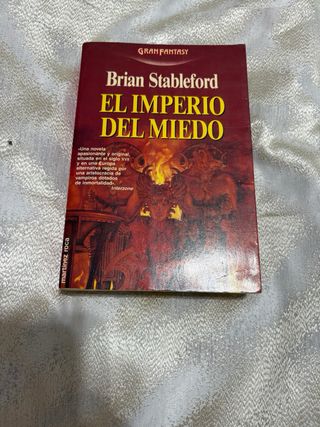 GRAN FANTASY
Brian Stableford
EL IMPERIO
DEL MIEDO
«Una novela
apasionante y original,
situada en el siglo XVII
y en una Europa
alternativa regida por
una aristocracia de
vampiros dotados
de inmortalidad».
Interzone
martínez roca